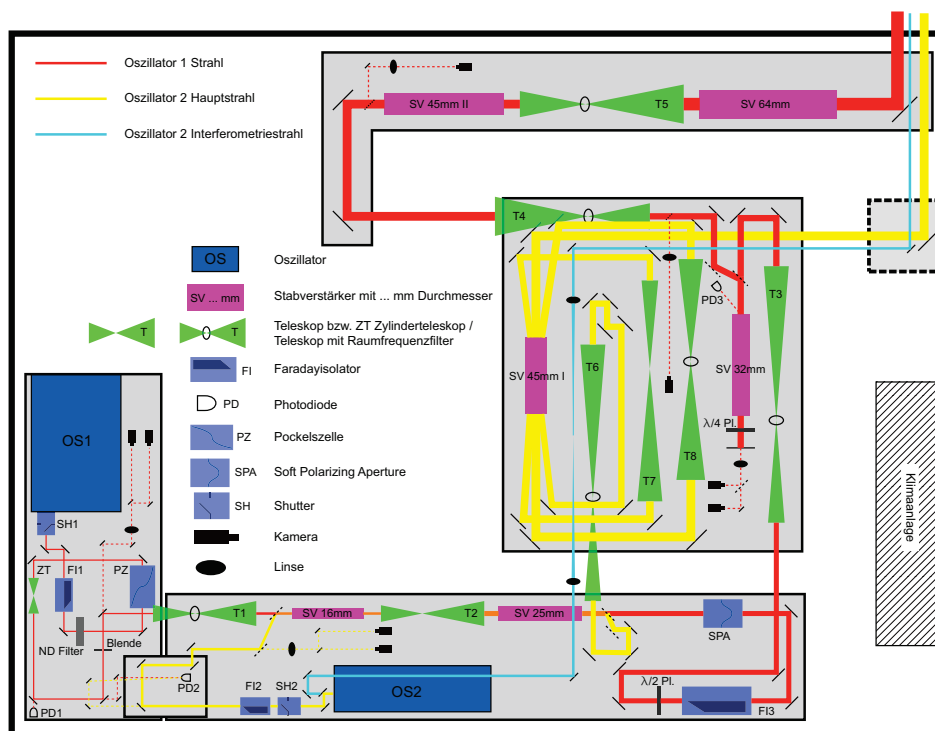 Oszillator 1 Strahl
Oszillator 2 Hauptstrahl
Oszillator 2 Interferometriestrahl
SV 45mm II
T5
SV 64mm
T4
OS
Oszillator
SV ... mm
Stabverstärker mit ... mm Durchmesser
T
T
Teleskop bzw. ZT Zylinderteleskop /
Teleskop mit Raumfrequenzfilter
FI
Faradayisolator
PD
Photodiode
PZ
Pockelszelle
SPA
Soft Polarizing Aperture
SH
Shutter
Kamera
Linse
PD3
T3
T6
SV 45mm I
SV 32mm
λ/4 Pl.
T7
T8
Klimaanlage
OS1
SH1
ZT
FI1
PZ
ND Filter
Blende
PD1
T1
SV 16mm
T2
SV 25mm
SPA
PD2
FI2
SH2
OS2
λ/2 Pl.
FI3